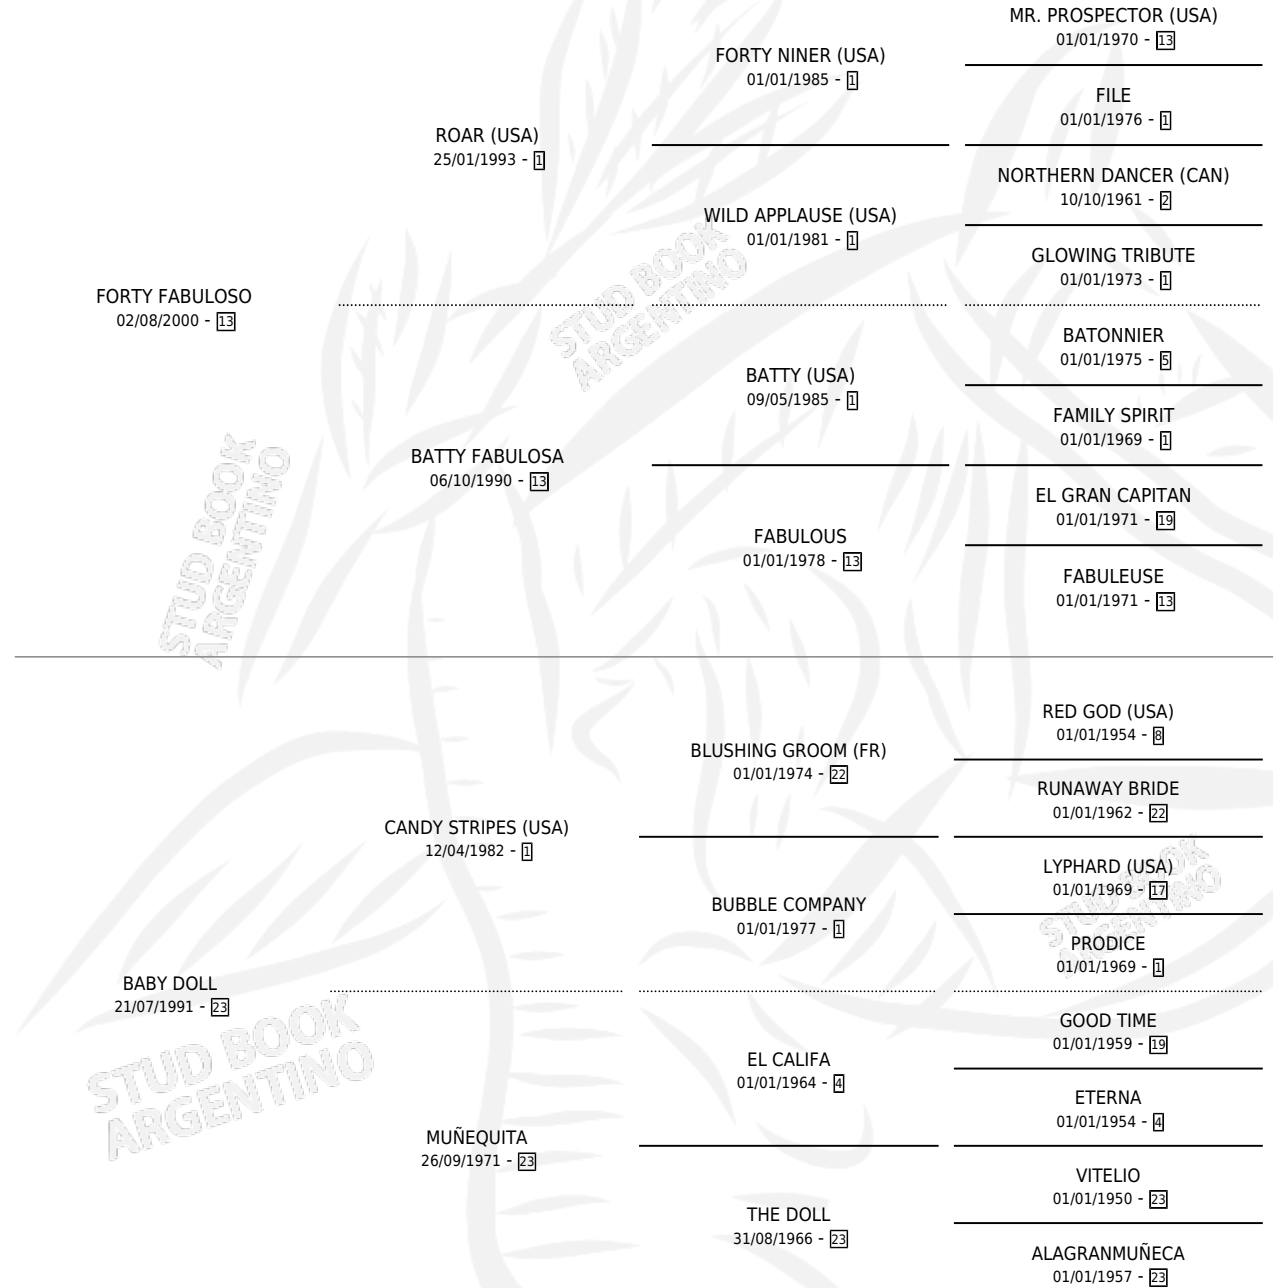 MR. PROSPECTOR (USA)
01/01/1970 - 13
FORTY NINER (USA)
01/01/1985 - 1
FILE
01/01/1976 - 1
ROAR (USA)
25/01/1993 - 1
NORTHERN DANCER (CAN)
10/10/1961 - 2
WILD APPLAUSE (USA)
01/01/1981 - 1
GLOWING TRIBUTE
01/01/1973 - 1
FORTY FABULOSO
02/08/2000 - 13
STUD BOOK
ARGENTINO
BATONNIER
01/01/1975 - 5
BATTY (USA)
09/05/1985 - 1
FAMILY SPIRIT
01/01/1969 - 1
BATTY FABULOSA
06/10/1990 - 13
EL GRAN CAPITAN
01/01/1971 - 19
FABULOUS
01/01/1978 - 13
FABULEUSE
01/01/1971 - 13
STUD BOOK
ARGENTINO
RED GOD (USA)
01/01/1954 - 8
BLUSHING GROOM (FR)
01/01/1974 - 22
RUNAWAY BRIDE
01/01/1962 - 22
CANDY STRIPES (USA)
12/04/1982 - 1
LYPHARD (USA)
01/01/1969 - 17
BUBBLE COMPANY
01/01/1977 - 1
PRODICE
01/01/1969 - 1
STUD BOOK
ARGENTINO
BABY DOLL
21/07/1991 - 23
GOOD TIME
01/01/1959 - 19
EL CALIFA
01/01/1964 - 4
ETERNA
01/01/1954 - 4
STUD BOOK
ARGENTINO
MUÑEQUITA
26/09/1971 - 23
VITELIO
01/01/1950 - 23
THE DOLL
31/08/1966 - 23
ALAGRANMUÑECA
01/01/1957 - 23